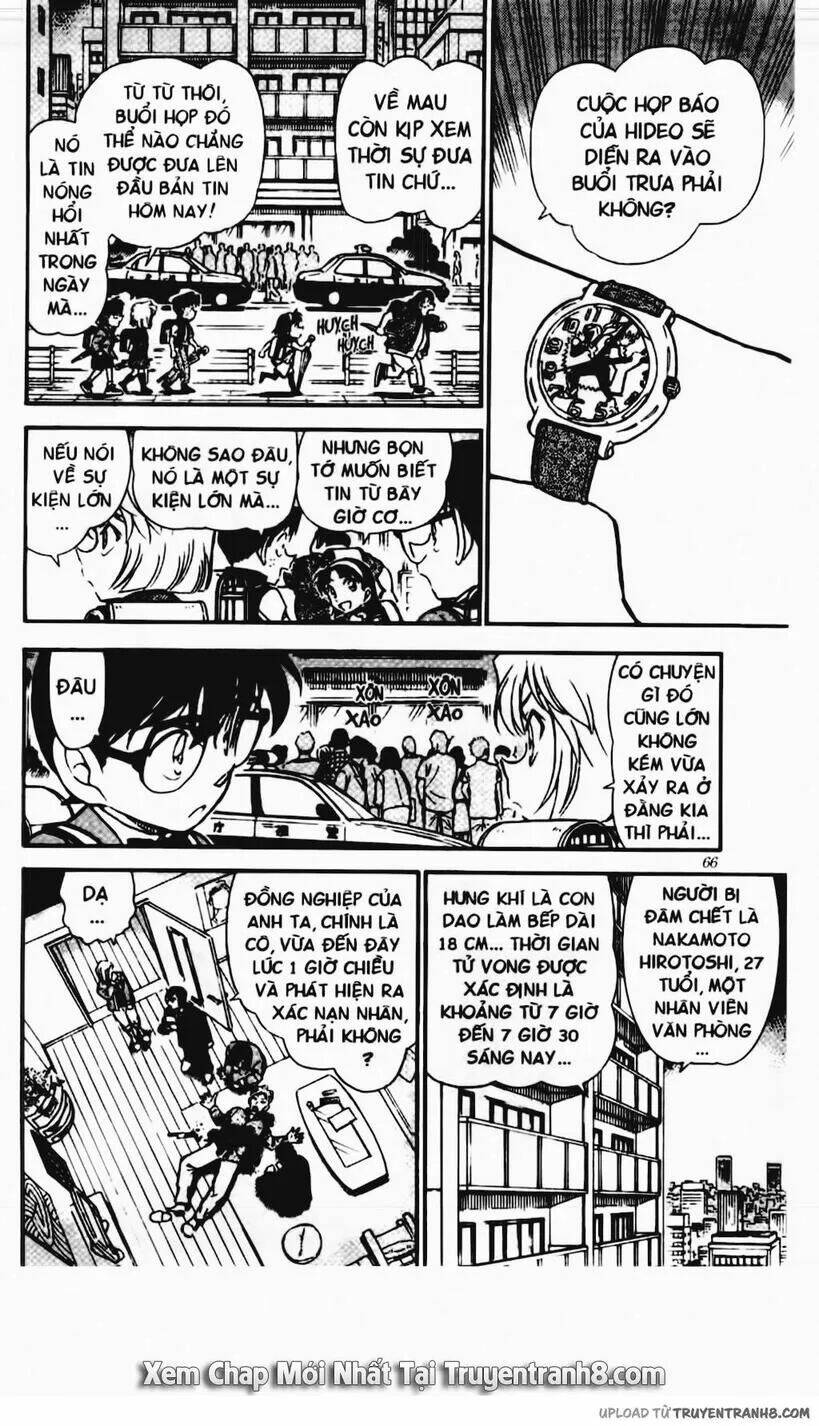 CUỘC HỌP BÁO
CỦA HIDEO SẼ
DIỄN RA VÀO
BUỔI TRƯA PHẢI
KHÔNG?
VỀ MAU
CÒN KỊP XEM
THỜI SỰ ĐƯA
TIN CHỨ...
TỪ TỪ THÔI,
BUỔI HỌP ĐÓ
THỂ NÀO CHẲNG
ĐƯỢC ĐƯA LÊN
ĐẦU BẢN TIN
HÔM NAY!
NÓ
LÀ TIN
NÓNG
HỔI
NHẤT
TRONG
NGÀY
MÀ...
HUỲCH
HUỲCH
NHƯNG BỌN
TỚ MUỐN BIẾT
TIN TỪ BÂY
GIỜ CƠ...
KHÔNG SAO ĐÂU,
NÓ LÀ MỘT SỰ
KIỆN LỚN MÀ...
NẾU NÓI
VỀ SỰ
KIỆN LỚN
...
CÓ CHUYỆN
GÌ ĐÓ
CŨNG LỚN
KHÔNG
KÉM VỪA
XẢY RA Ở
ĐẰNG KIA
THÌ PHẢI...
XÔN
XAO
XÔN
XAO
ĐÂU
...
66
NGƯỜI BỊ
ĐÂM CHẾT LÀ
NAKAMOTO
HIROTOSHI, 27
TUỔI, MỘT
NHÂN VIÊN
VĂN PHÒNG
...
HUNG KHÍ LÀ CON
DAO LÀM BẾP DÀI
18 CM... THỜI GIAN
TỬ VONG ĐƯỢC
XÁC ĐỊNH LÀ
KHOẢNG TỪ 7 GIỜ
ĐẾN 7 GIỜ 30
SÁNG NAY...
ĐỒNG NGHIỆP CỦA
ANH TA, CHÍNH LÀ
CÔ, VỪA ĐẾN ĐÂY
LÚC 1 GIỜ CHIỀU
VÀ PHÁT HIỆN RA
XÁC NẠN NHÂN,
PHẢI KHÔNG
?
DẠ
...
Xem Chap Mới Nhất Tại Truyentranh8.com
UPLOAD TỪ TRUYENTRANH8.COM